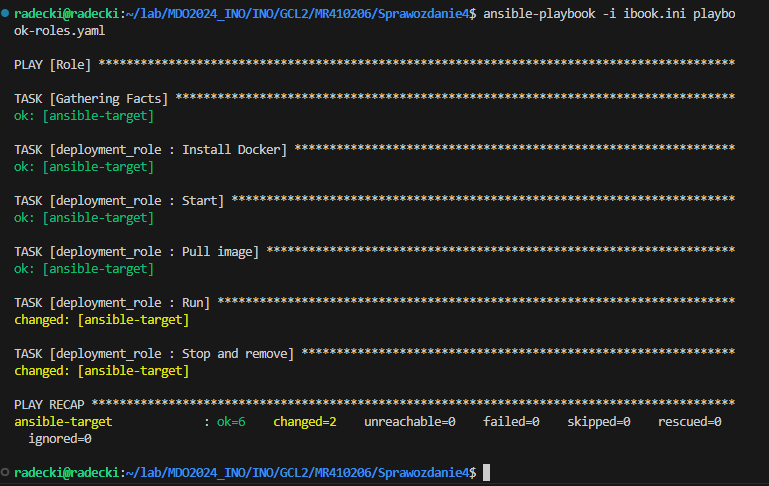 radecki@radecki:~/lab/MDO2024_INO/INO/GCL2/MR410206/Sprawozdanie4$ ansible-playbook -i ibook.ini playbo
ok-roles.yaml
PLAY [Role] *******************************************************************************************
TASK [Gathering Facts] ********************************************************************************
ok: [ansible-target]
TASK [deployment_role : Install Docker] ***************************************************************
ok: [ansible-target]
TASK [deployment_role : Start] ************************************************************************
ok: [ansible-target]
TASK [deployment_role : Pull image] *******************************************************************
ok: [ansible-target]
TASK [deployment_role : Run] **************************************************************************
changed: [ansible-target]
TASK [deployment_role : Stop and remove] **************************************************************
changed: [ansible-target]
PLAY RECAP ********************************************************************************************
ansible-target             : ok=6    changed=2    unreachable=0    failed=0    skipped=0    rescued=0
  ignored=0
radecki@radecki:~/lab/MDO2024_INO/INO/GCL2/MR410206/Sprawozdanie4$